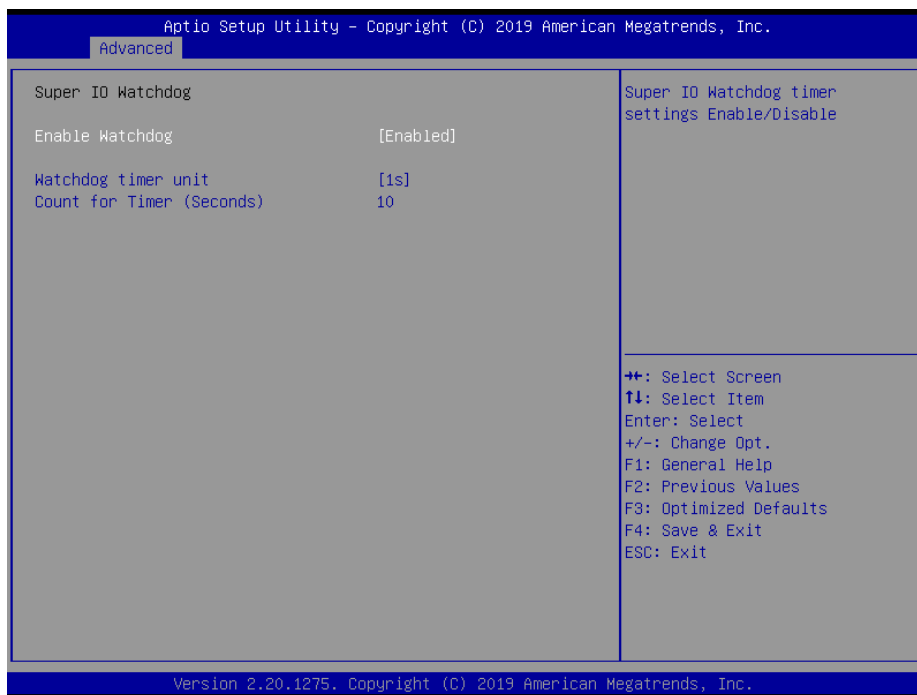 Aptio Setup Utility – Copyright (C) 2019 American Megatrends, Inc.
Advanced
Super IO Watchdog
Enable Watchdog [Enabled]
Watchdog timer unit [1s]
Count for Timer (Seconds) 10
Super IO Watchdog timer
settings Enable/Disable
→←: Select Screen
↑↓: Select Item
Enter: Select
+/-: Change Opt.
F1: General Help
F2: Previous Values
F3: Optimized Defaults
F4: Save & Exit
ESC: Exit
Version 2.20.1275. Copyright (C) 2019 American Megatrends, Inc.